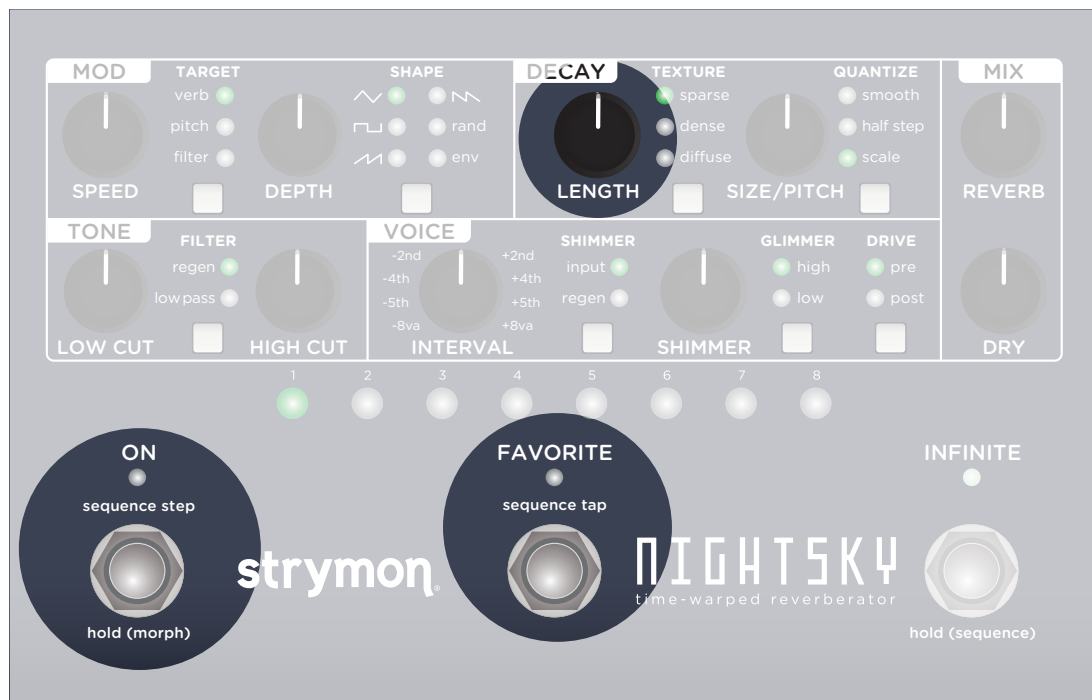 MOD TARGET SHAPE DECAY TEXTURE QUANTIZE MIX
verb sparse smooth
pitch rand dense half step
filter env diffuse scale
SPEED DEPTH LENGTH SIZE/PITCH REVERB
TONE FILTER VOICE SHIMMER GLIMMER DRIVE
-2nd +2nd
regen input high pre
-4th +4th
low pass regen low post
-5th +5th
-8va +8va
LOW CUT HIGH CUT INTERVAL SHIMMER DRY
1 2 3 4 5 6 7 8
ON FAVORITE INFINITE
sequence step sequence tap
strymon® NIGHTSKY
time-warped reverberator
hold (morph) hold (sequence)